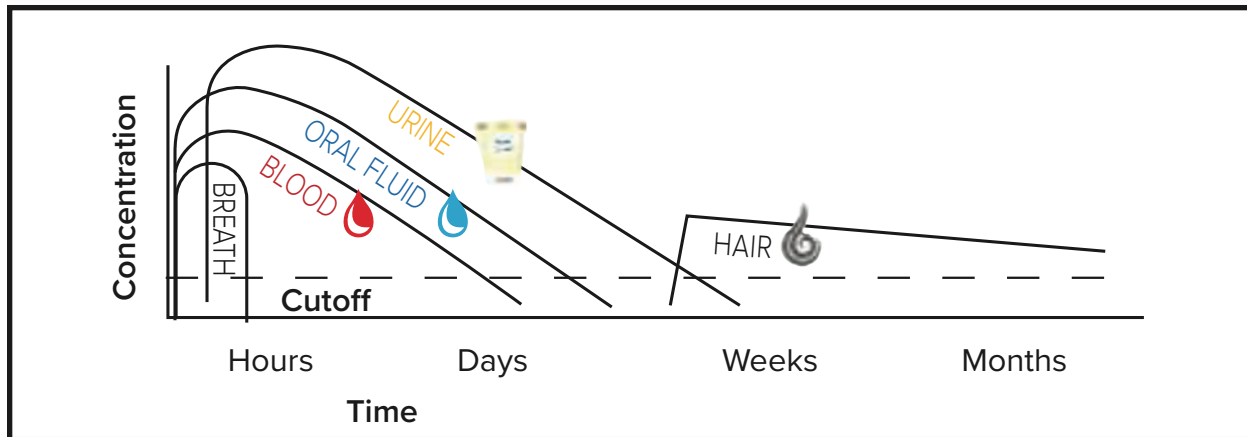 Concentration
URINE
ORAL FLUID
BLOOD
BREATH
HAIR
Cutoff
Hours Days Weeks Months
Time